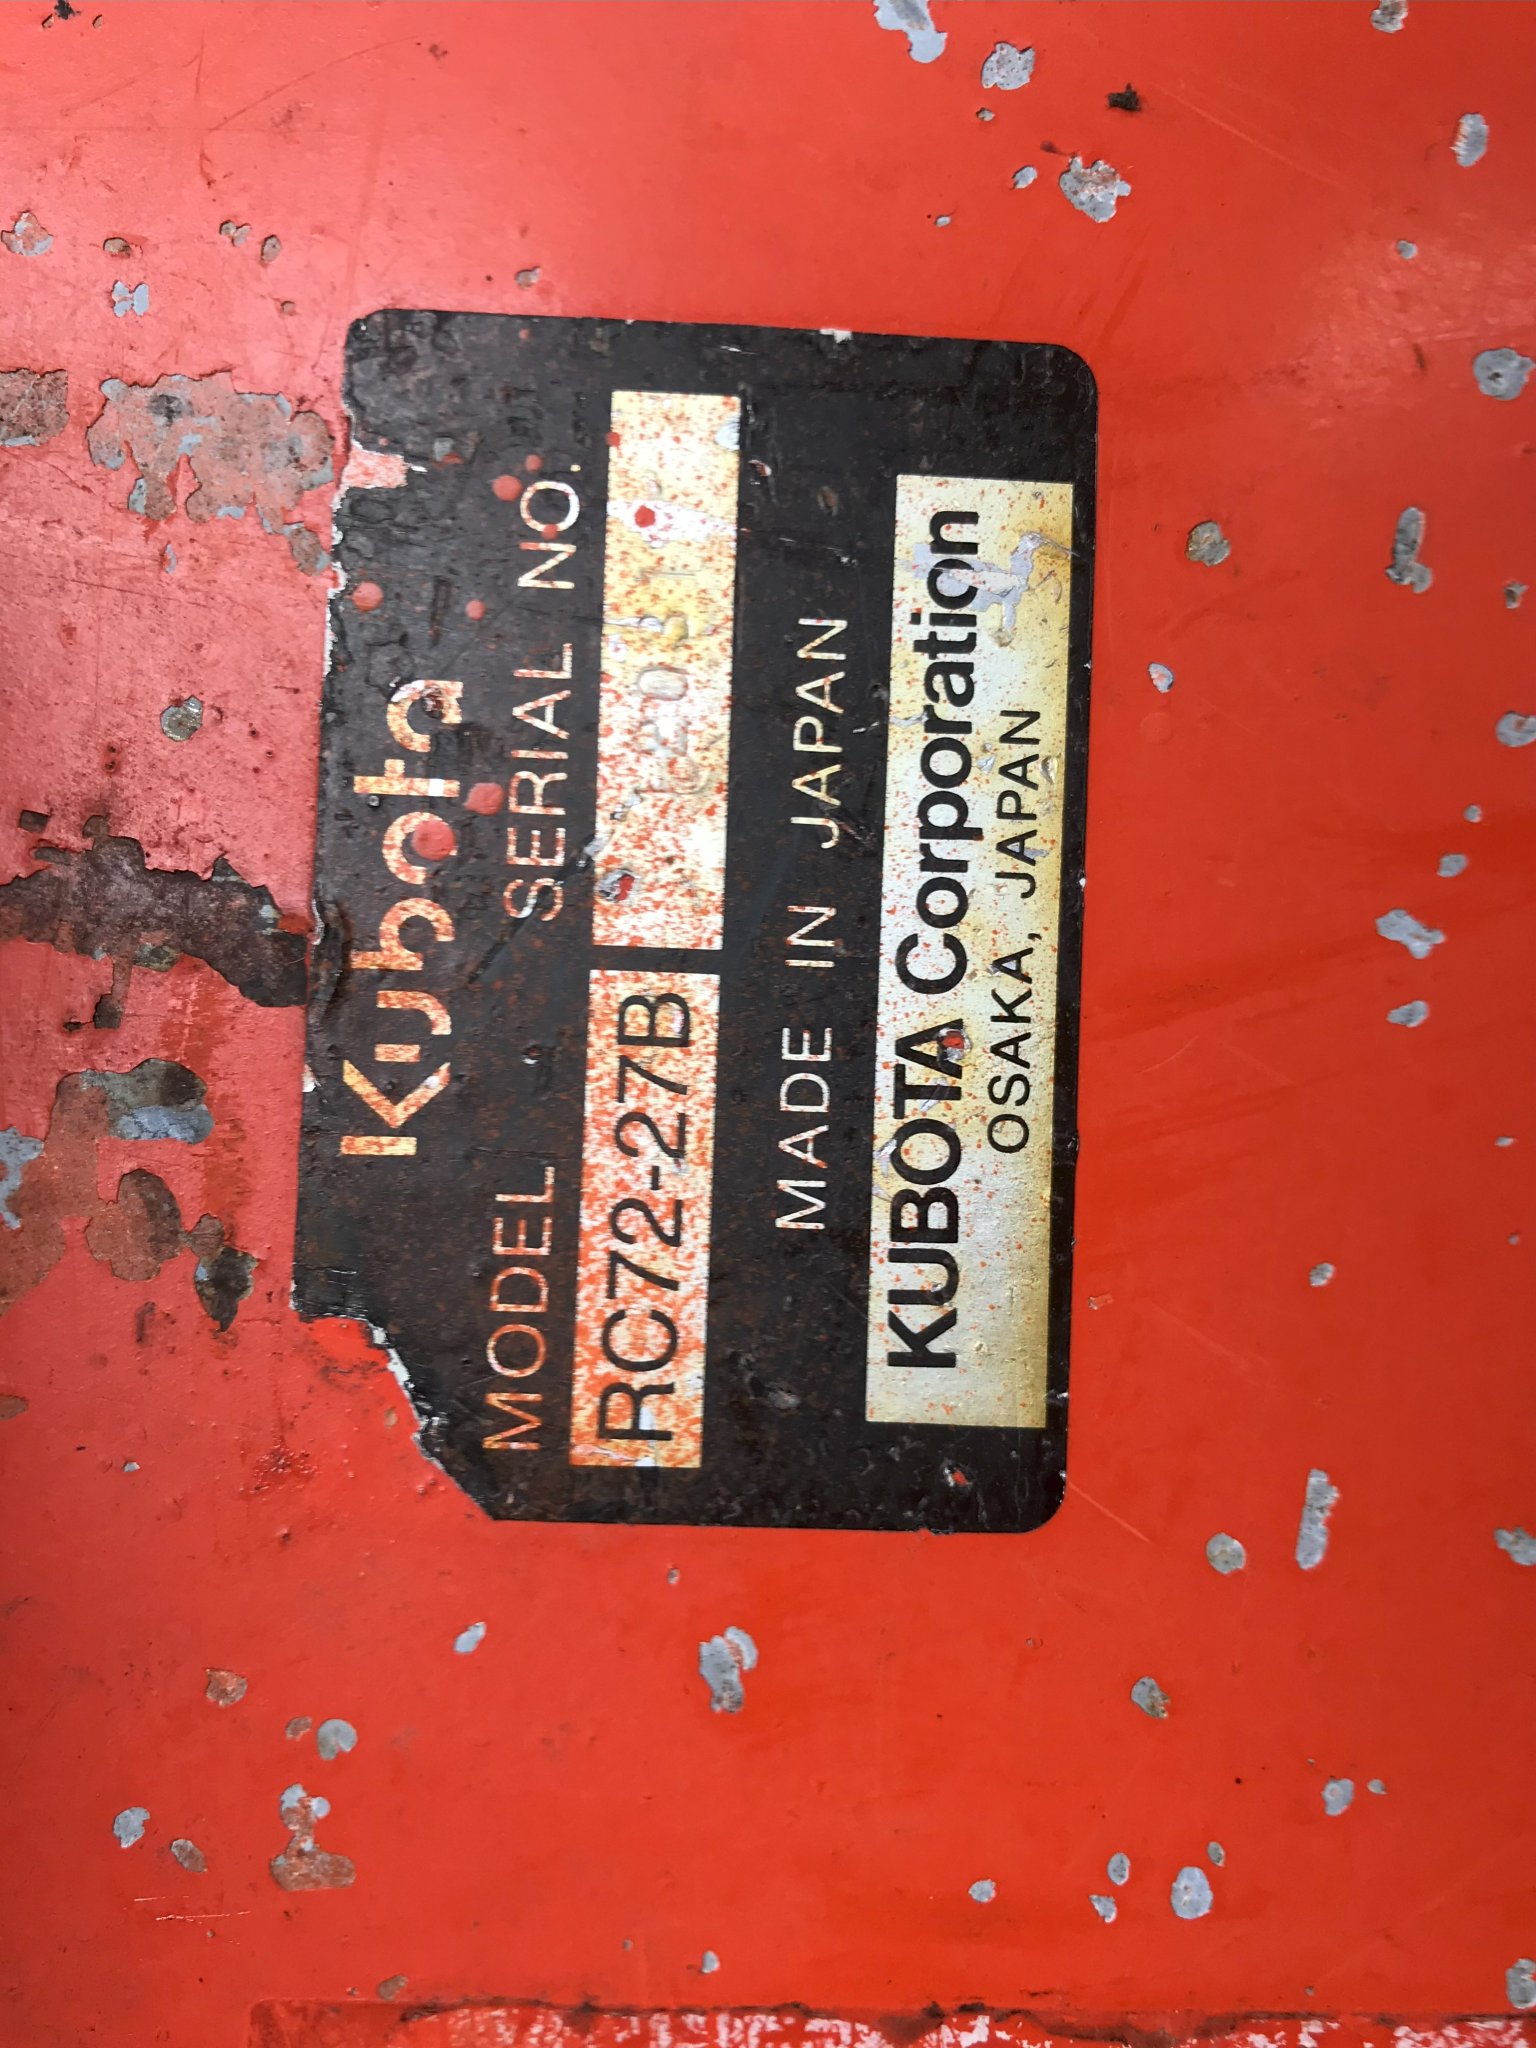 Kubota
MODEL SERIAL NO.
RC72-27B
MADE IN JAPAN
KUBOTA Corporation
OSAKA, JAPAN